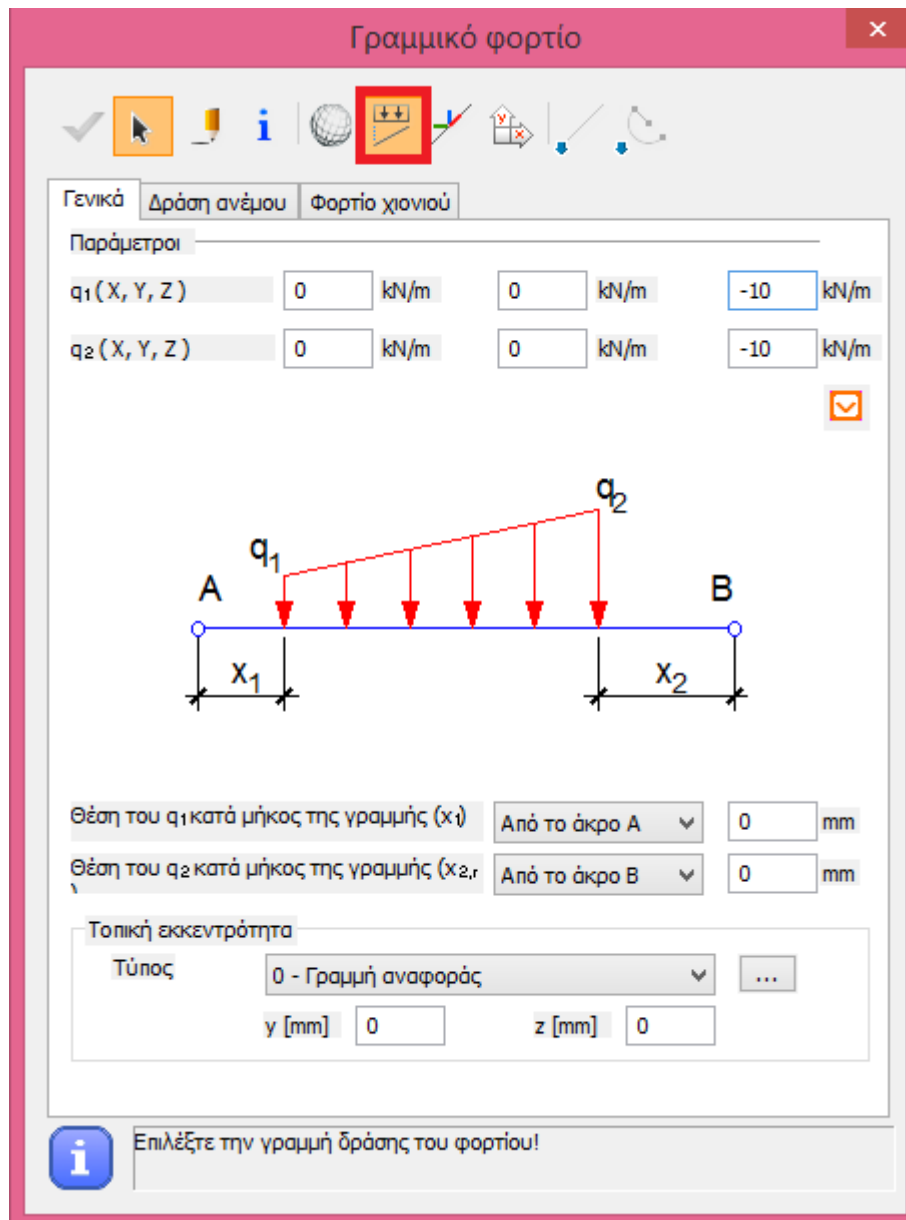 Γραμμικό φορτίο
Γενικά Δράση ανέμου Φορτίο χιονιού
Παράμετροι
q1 ( X, Y, Z ) 0 kN/m 0 kN/m -10 kN/m
q2 ( X, Y, Z ) 0 kN/m 0 kN/m -10 kN/m
q2
q1
A B
x1 x2
Θέση του q1 κατά μήκος της γραμμής (x1) Από το άκρο A 0 mm
Θέση του q2 κατά μήκος της γραμμής (x2,r Από το άκρο B 0 mm
)
Τοπική εκκεντρότητα
Τύπος 0 - Γραμμή αναφοράς ...
y [mm] 0 z [mm] 0
Επιλέξτε την γραμμή δράσης του φορτίου!